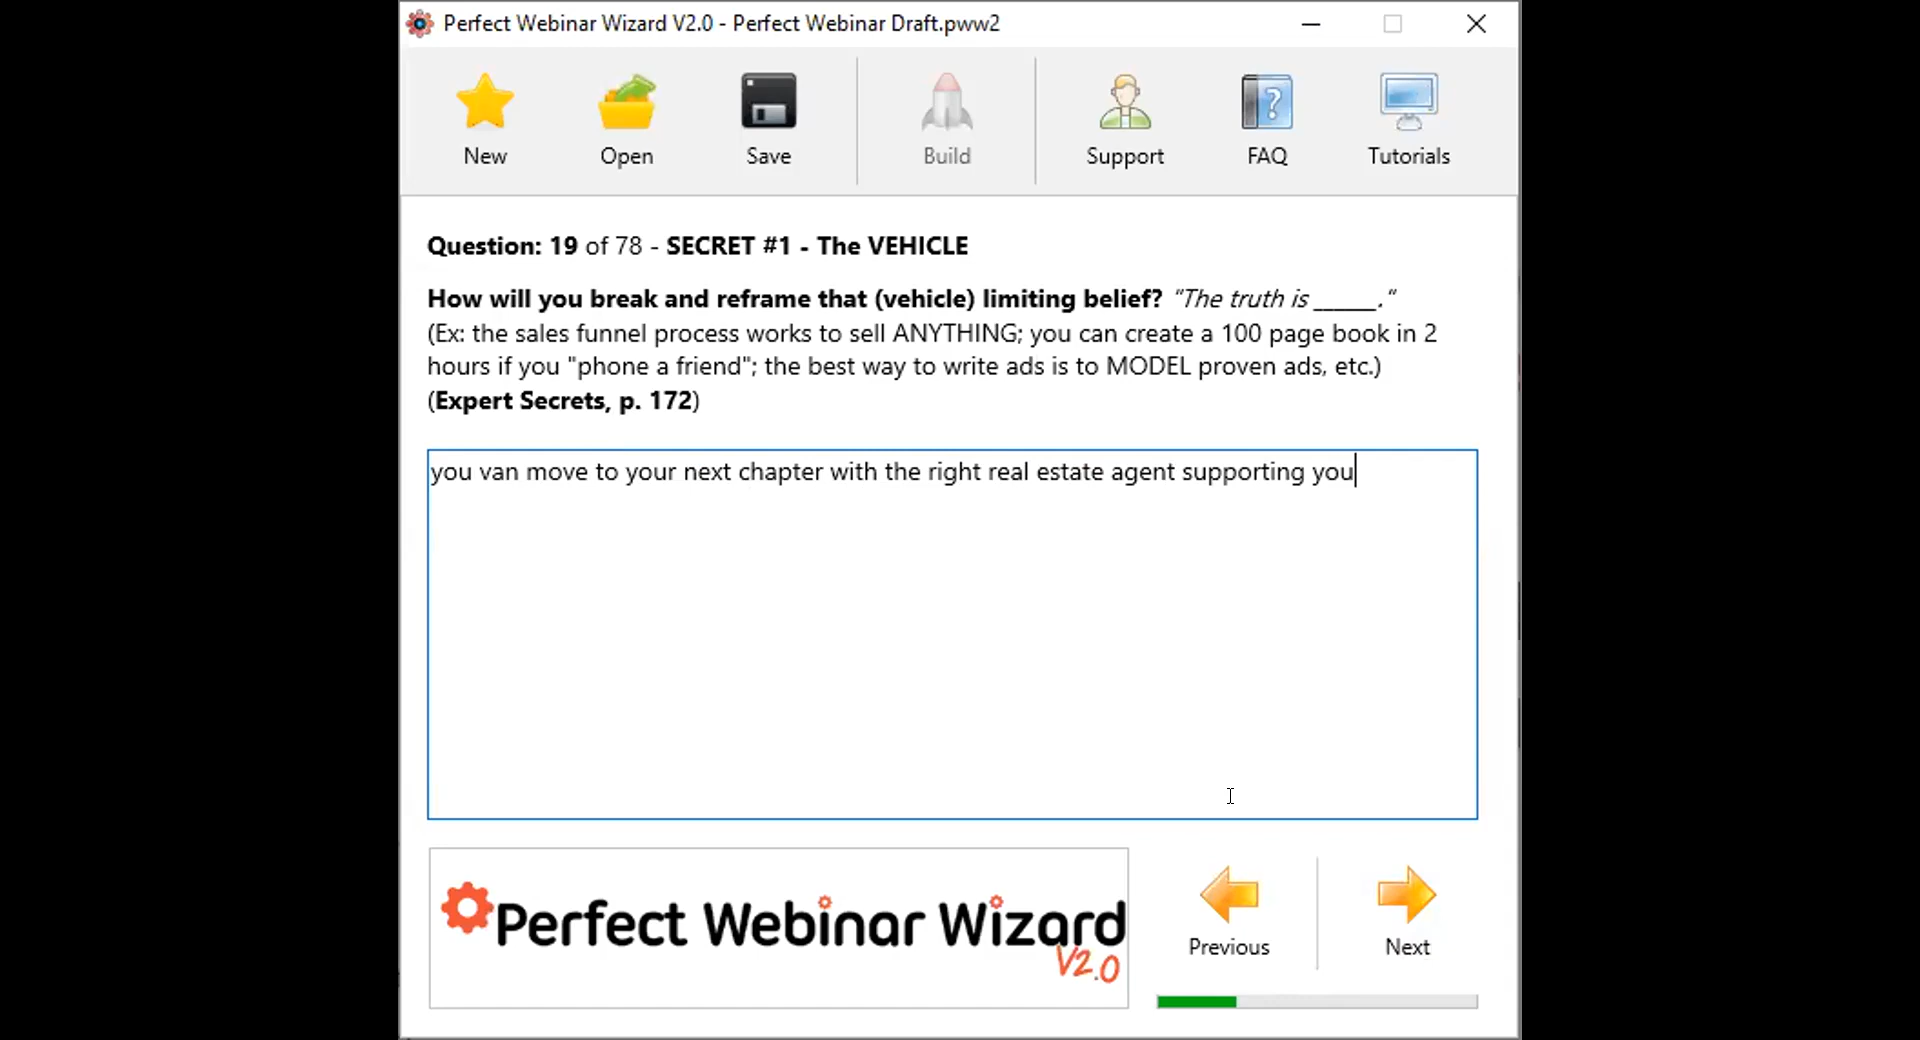 Perfect Webinar Wizard V2.0 - Perfect Webinar Draft.pww2
New Open Save Build Support FAQ Tutorials
Question: 19 of 78 - SECRET #1 - The VEHICLE
How will you break and reframe that (vehicle) limiting belief? "The truth is ______."
(Ex: the sales funnel process works to sell ANYTHING; you can create a 100 page book in 2
hours if you "phone a friend"; the best way to write ads is to MODEL proven ads, etc.)
(Expert Secrets, p. 172)
you van move to your next chapter with the right real estate agent supporting you
Perfect Webinar Wizard
V2.0
Previous Next